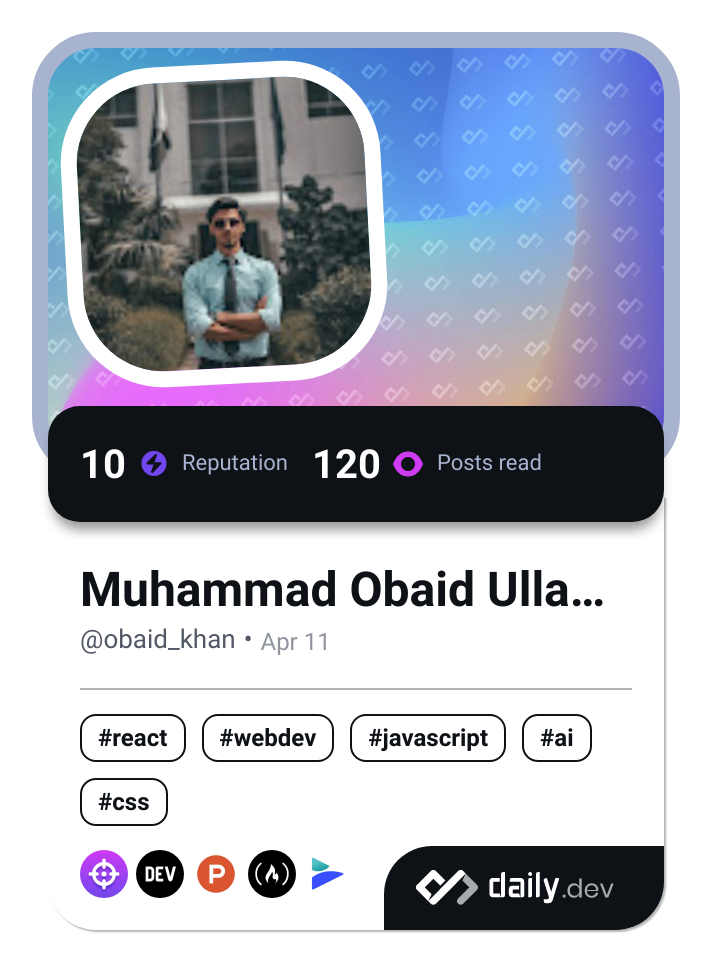 10 Reputation 120 Posts read
Muhammad Obaid Ulla...
@obaid_khan • Apr 11
#react #webdev #javascript #ai
#css
DEV P
daily.dev